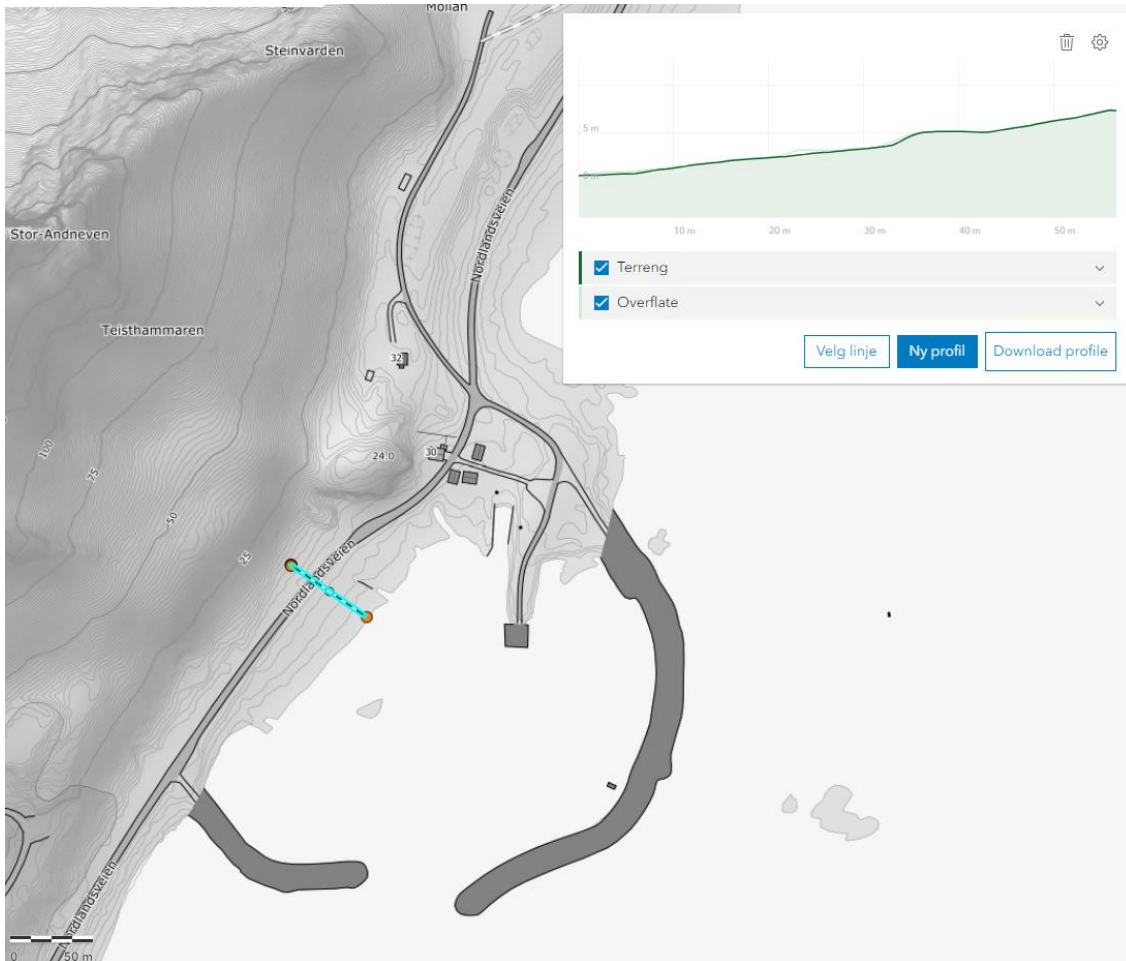 Mollan
Steinvarden
Stor-Andneven
Nordlandsveien
Teisthammaren
32
100
25
50
24.0
30
25
Nordlandsveien
Nordlandsveien
0 50 m
5 m
0 m
10 m 20 m 30 m 40 m 50 m
Terreng
Overflate
Velg linje Ny profil Download profile